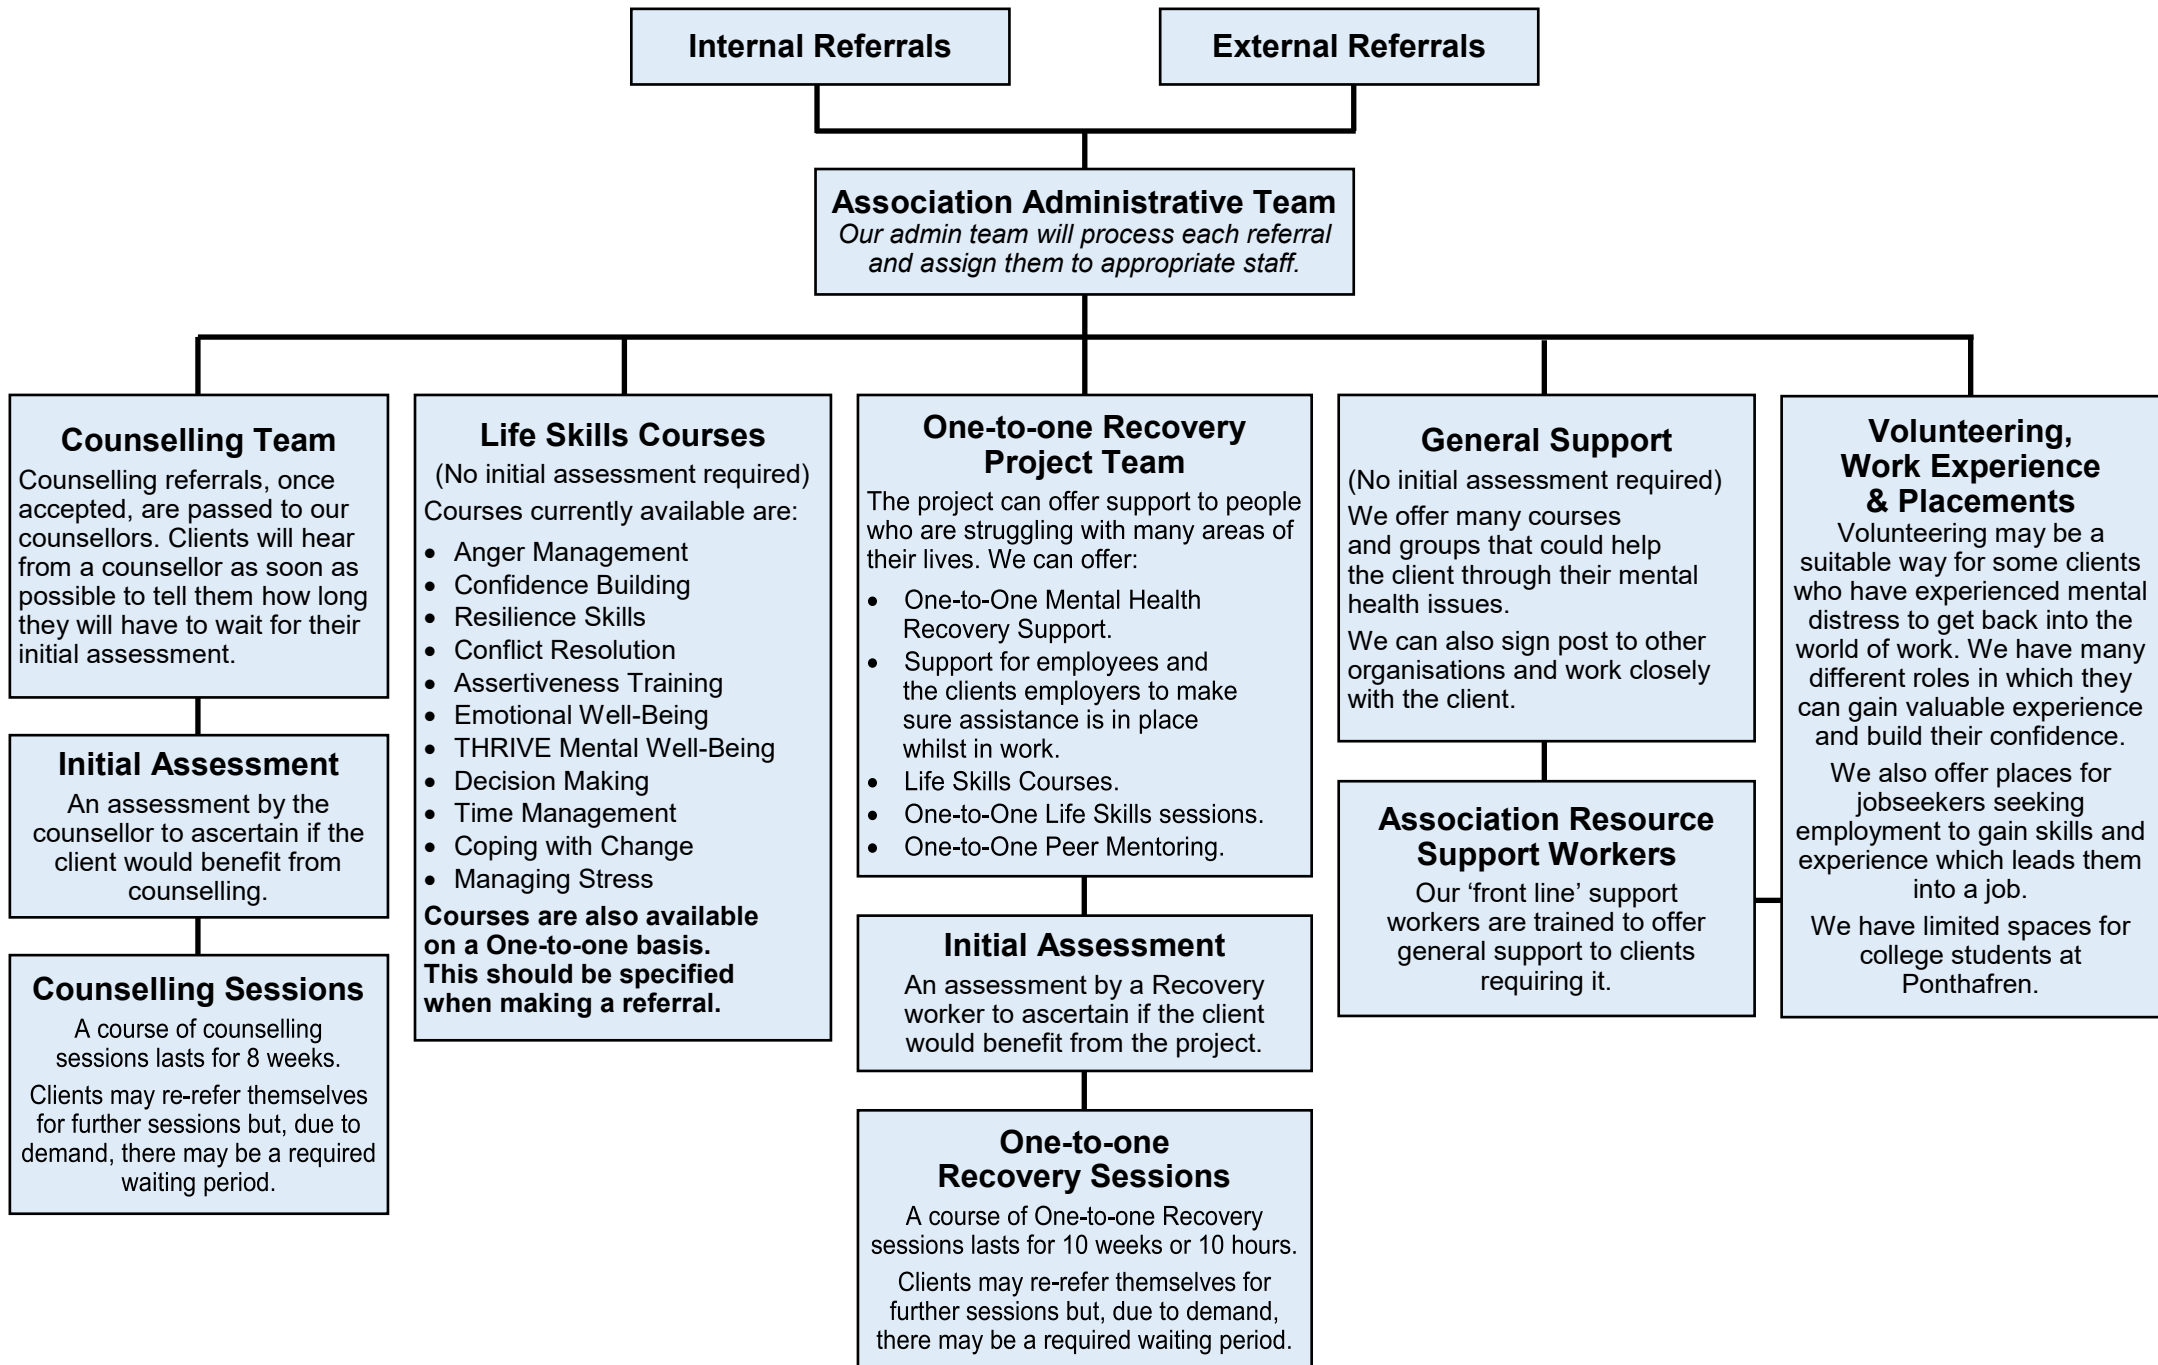 Internal Referrals
External Referrals
Association Administrative Team
Our admin team will process each referral
and assign them to appropriate staff.
Counselling Team
Counselling referrals, once
accepted, are passed to our
counsellors. Clients will hear
from a counsellor as soon as
possible to tell them how long
they will have to wait for their
initial assessment.
Initial Assessment
An assessment by the
counsellor to ascertain if the
client would benefit from
counselling.
Counselling Sessions
A course of counselling
sessions lasts for 8 weeks.
Clients may re-refer themselves
for further sessions but, due to
demand, there may be a required
waiting period.
Life Skills Courses
(No initial assessment required)
Courses currently available are:
• Anger Management
• Confidence Building
• Resilience Skills
• Conflict Resolution
• Assertiveness Training
• Emotional Well-Being
• THRIVE Mental Well-Being
• Decision Making
• Time Management
• Coping with Change
• Managing Stress
Courses are also available
on a One-to-one basis.
This should be specified
when making a referral.
One-to-one Recovery
Project Team
The project can offer support to people
who are struggling with many areas of
their lives. We can offer:
• One-to-One Mental Health
Recovery Support.
• Support for employees and
the clients employers to make
sure assistance is in place
whilst in work.
• Life Skills Courses.
• One-to-One Life Skills sessions.
• One-to-One Peer Mentoring.
Initial Assessment
An assessment by a Recovery
worker to ascertain if the client
would benefit from the project.
One-to-one
Recovery Sessions
A course of One-to-one Recovery
sessions lasts for 10 weeks or 10 hours.
Clients may re-refer themselves for
further sessions but, due to demand,
there may be a required waiting period.
General Support
(No initial assessment required)
We offer many courses
and groups that could help
the client through their mental
health issues.
We can also sign post to other
organisations and work closely
with the client.
Association Resource
Support Workers
Our ‘front line’ support
workers are trained to offer
general support to clients
requiring it.
Volunteering,
Work Experience
& Placements
Volunteering may be a
suitable way for some clients
who have experienced mental
distress to get back into the
world of work. We have many
different roles in which they
can gain valuable experience
and build their confidence.
We also offer places for
jobseekers seeking
employment to gain skills and
experience which leads them
into a job.
We have limited spaces for
college students at
Ponthafren.